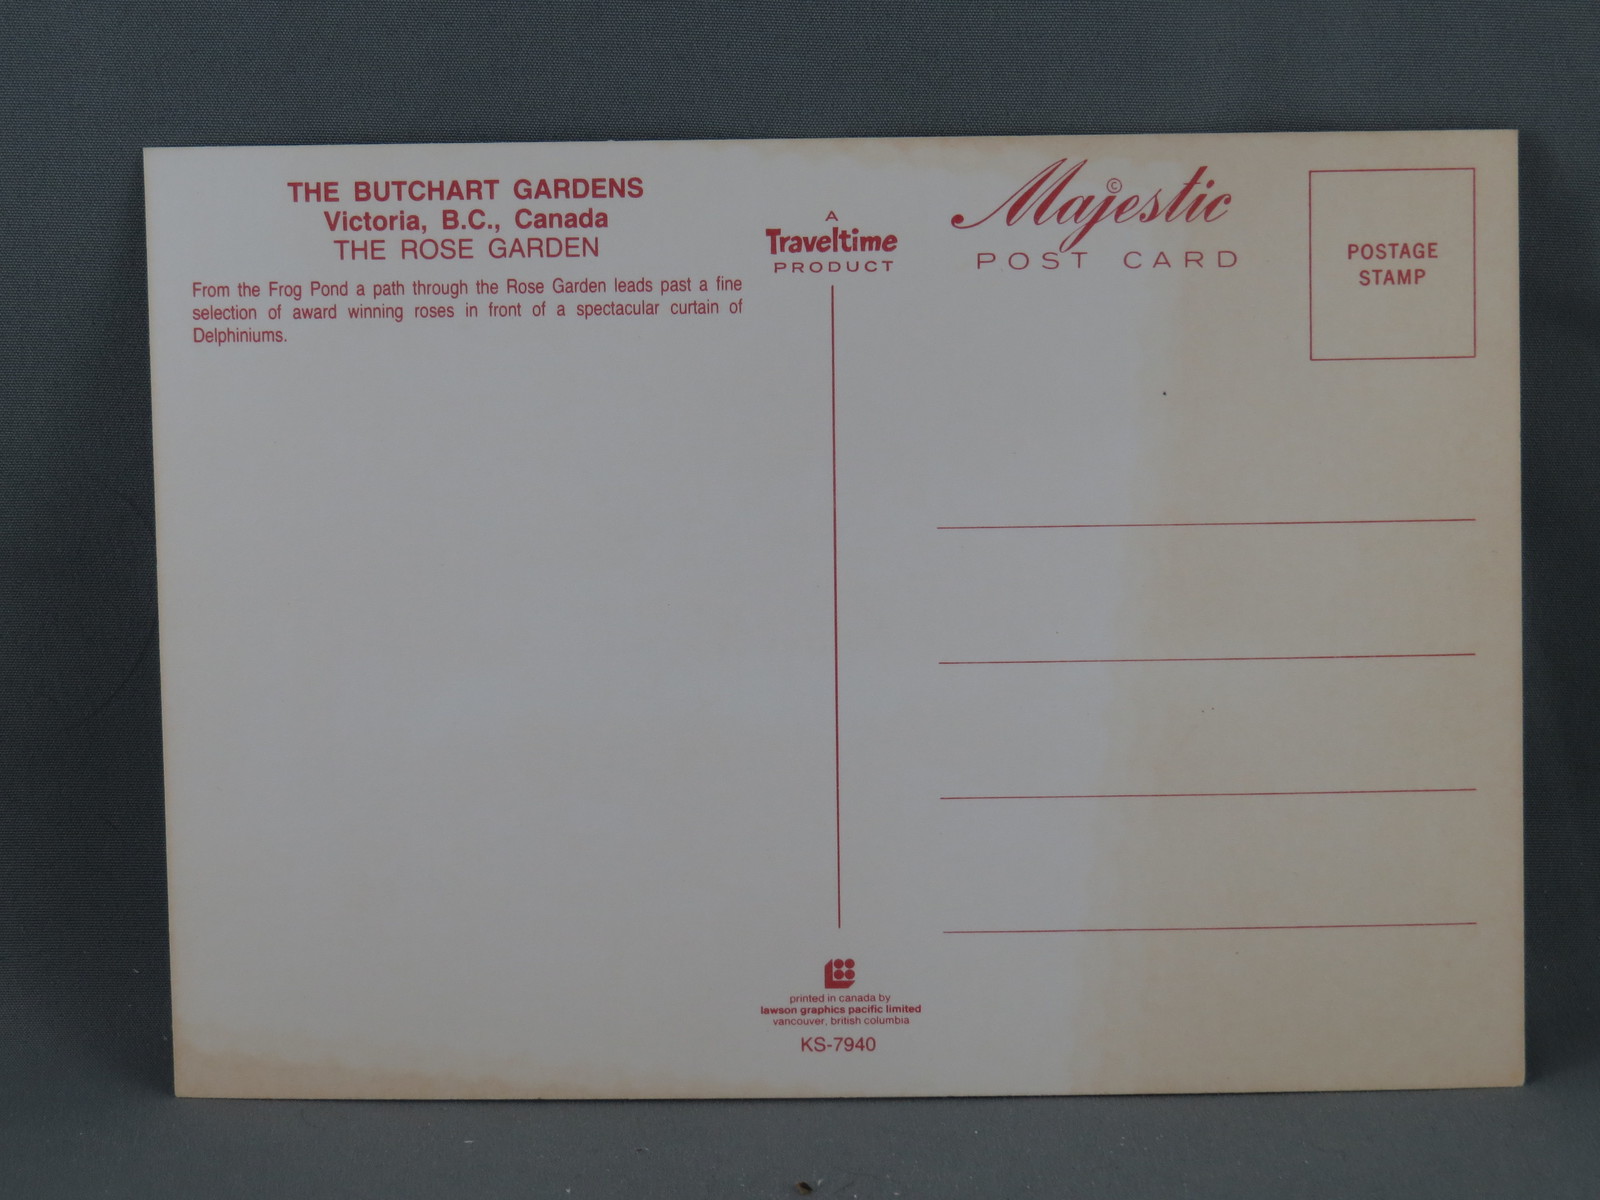 THE BUTCHART GARDENS
Victoria, B.C., Canada
THE ROSE GARDEN
From the Frog Pond a path through the Rose Garden leads past a fine
selection of award winning roses in front of a spectacular curtain of
Delphiniums.
A
Traveltime
PRODUCT
Majestic ©
POST CARD
POSTAGE
STAMP
printed in canada by
lawson graphics pacific limited
vancouver, british columbia
KS-7940